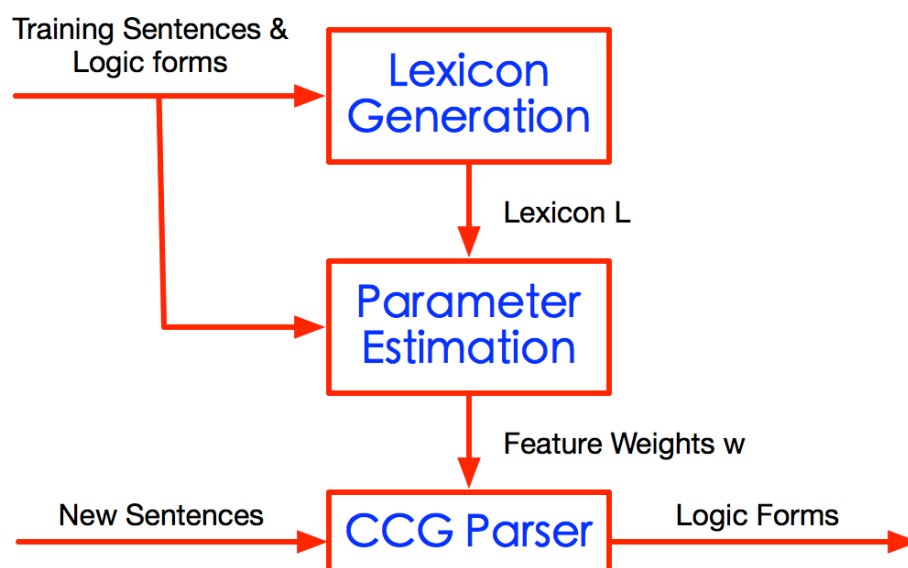 Training Sentences &
Logic forms
Lexicon
Generation
Lexicon L
Parameter
Estimation
Feature Weights w
New Sentences
CCG Parser
Logic Forms